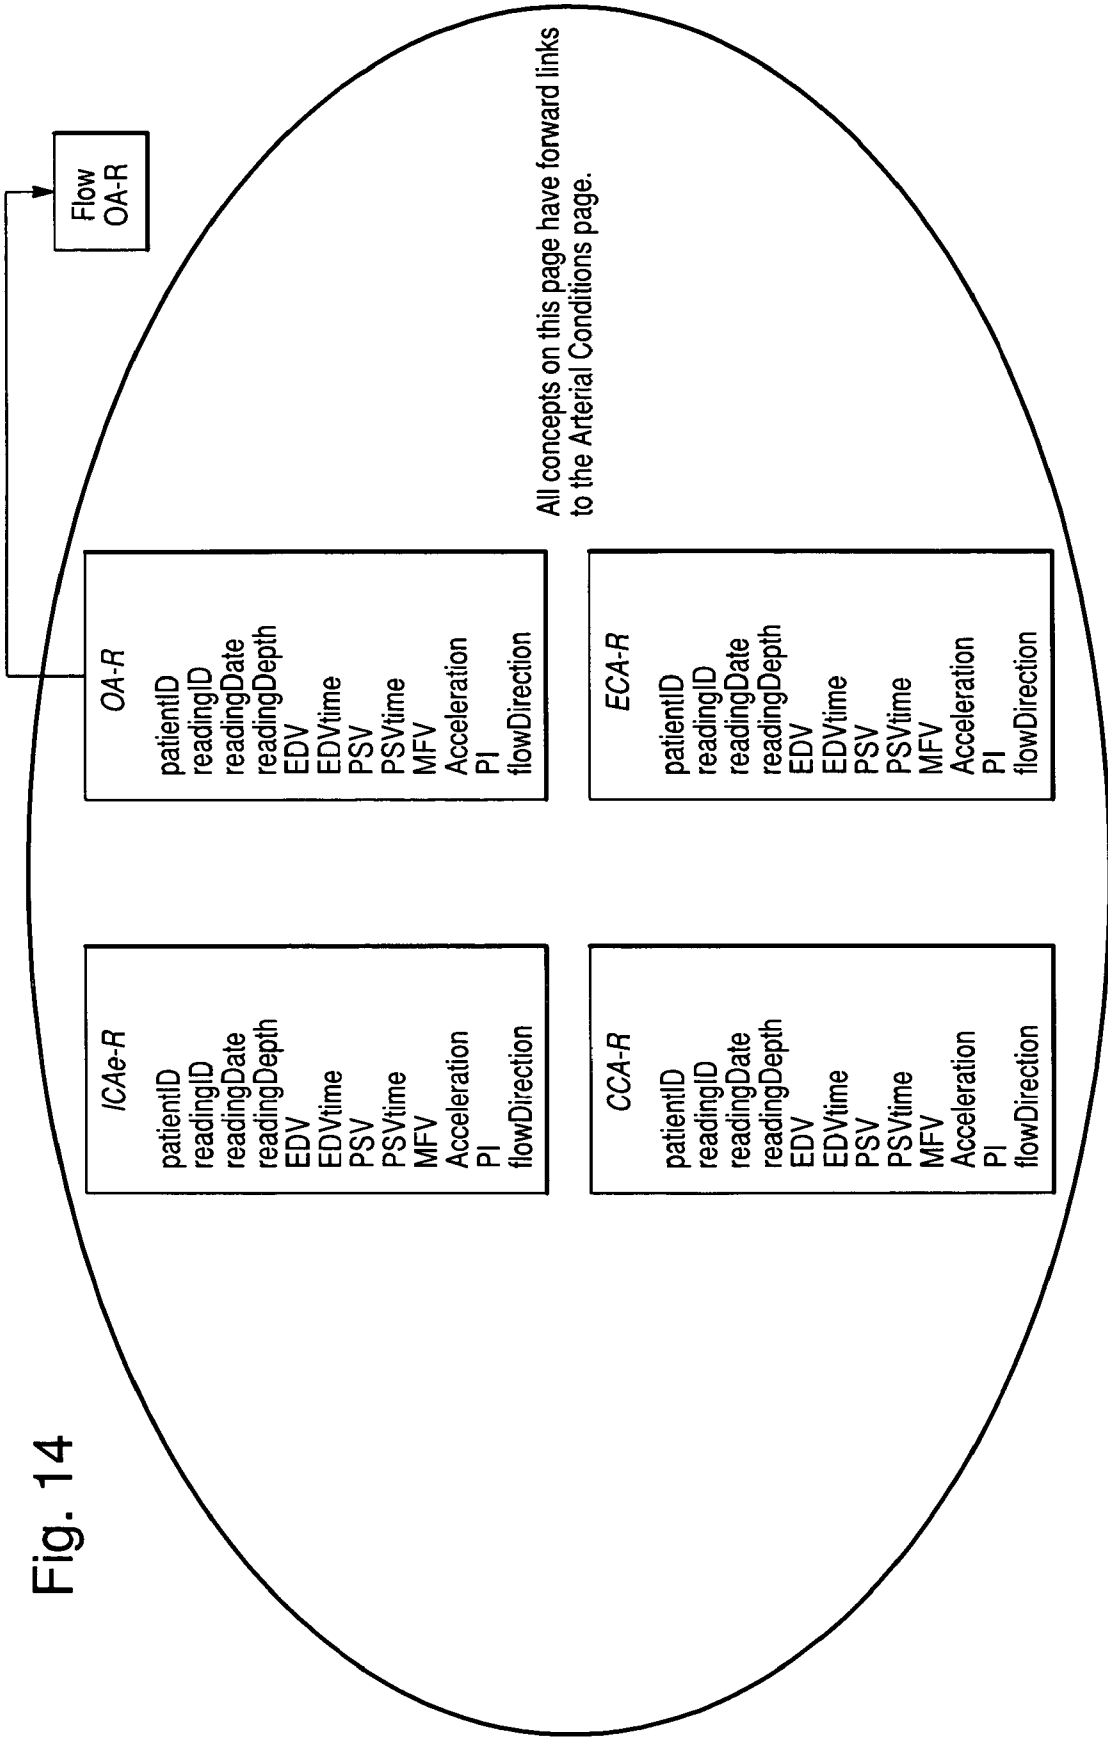 Fig. 14
Flow
OA-R
ICAe-R
patientID
readingID
readingDate
readingDepth
EDV
EDVtime
PSV
PSVtime
MFV
Acceleration
PI
flowDirection
OA-R
patientID
readingID
readingDate
readingDepth
EDV
EDVtime
PSV
PSVtime
MFV
Acceleration
PI
flowDirection
All concepts on this page have forward links
to the Arterial Conditions page.
CCA-R
patientID
readingID
readingDate
readingDepth
EDV
EDVtime
PSV
PSVtime
MFV
Acceleration
PI
flowDirection
ECA-R
patientID
readingID
readingDate
readingDepth
EDV
EDVtime
PSV
PSVtime
MFV
Acceleration
PI
flowDirection